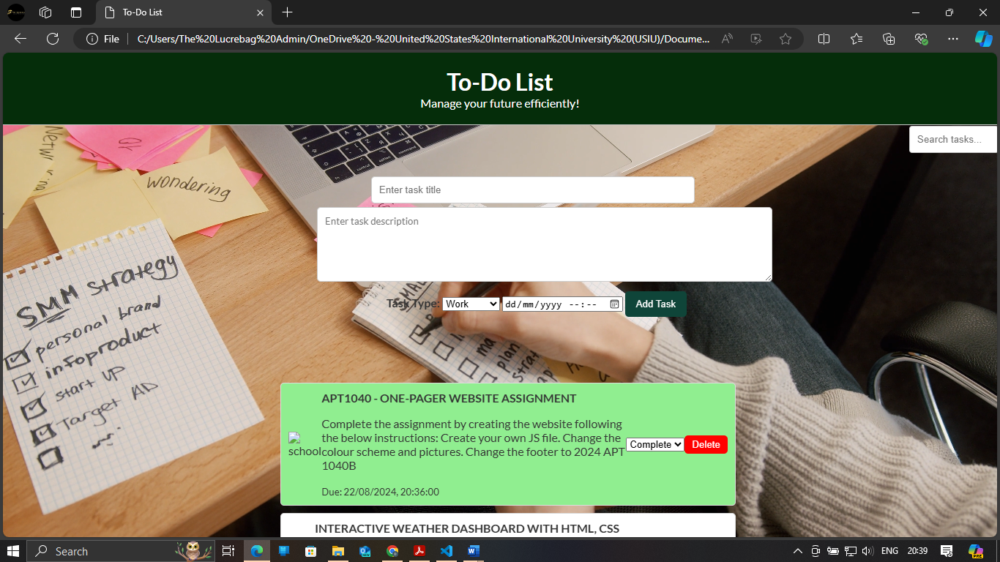 To-Do List
File
C:/Users/The%20Lucrebag%20Admin/OneDrive%20-%20United%20States%20International%20University%20(USIU)/Docume...
To-Do List
Manage your future efficiently!
Search tasks...
wondering
Enter task title
Enter task description
SMM strategy
personal brand
infoproduct
start UP
Target AD
Task Type:
Work
dd/mm/yyyy --:--
Add Task
APT1040 - ONE-PAGER WEBSITE ASSIGNMENT
Complete the assignment by creating the website following
the below instructions: Create your own JS file. Change the
colour scheme and pictures. Change the footer to 2024 APT
1040B
school
Complete
Delete
Due: 22/08/2024, 20:36:00
INTERACTIVE WEATHER DASHBOARD WITH HTML, CSS
Search
ENG
20:39
PRE